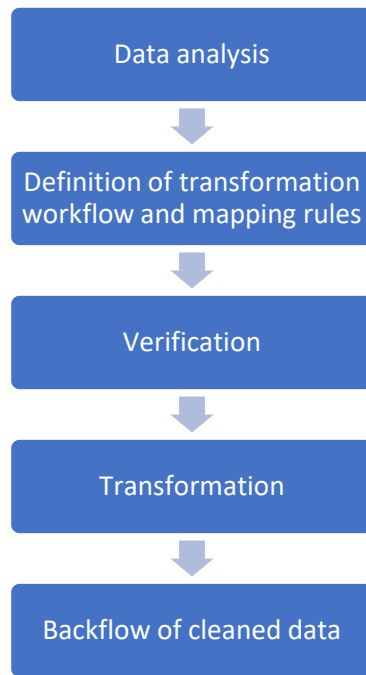 Data analysis
Definition of transformation
workflow and mapping rules
Verification
Transformation
Backflow of cleaned data